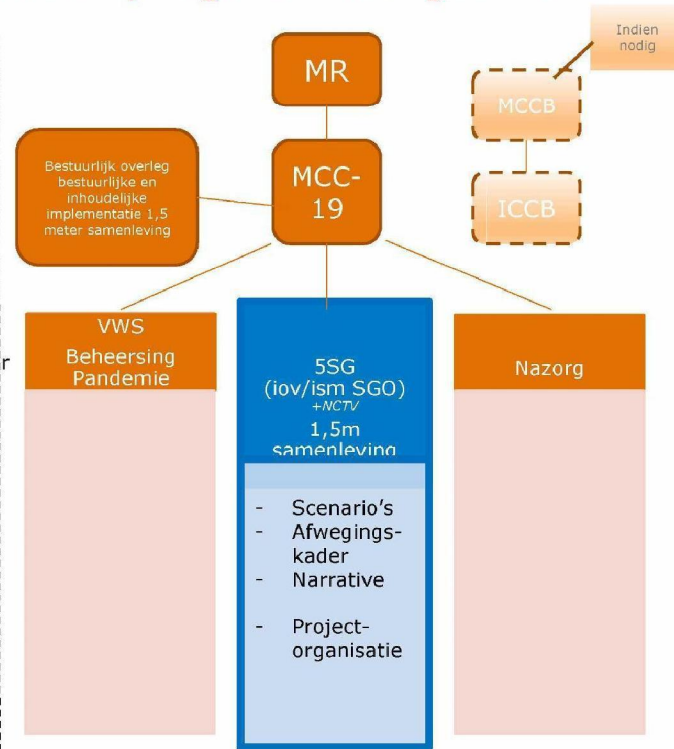 Indien
nodig
MR
MCCB
Bestuurlijk overleg
bestuurlijke en
inhoudelijke
implementatie 1,5
meter samenleving
MCC-
19
ICCB
VWS
Beheersing
Pandemie
5SG
(iov/ism SGO)
+NCTV
1,5m
samenleving
Nazorg
- Scenario's
- Afwegings-
kader
- Narrative
- Project-
organisatie